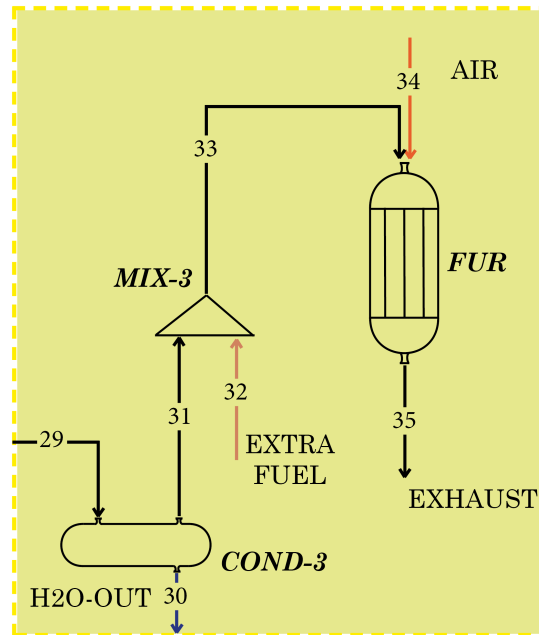 34
AIR
33
FUR
MIX-3
32
31
35
29
EXTRA
FUEL
EXHAUST
COND-3
H2O-OUT
30